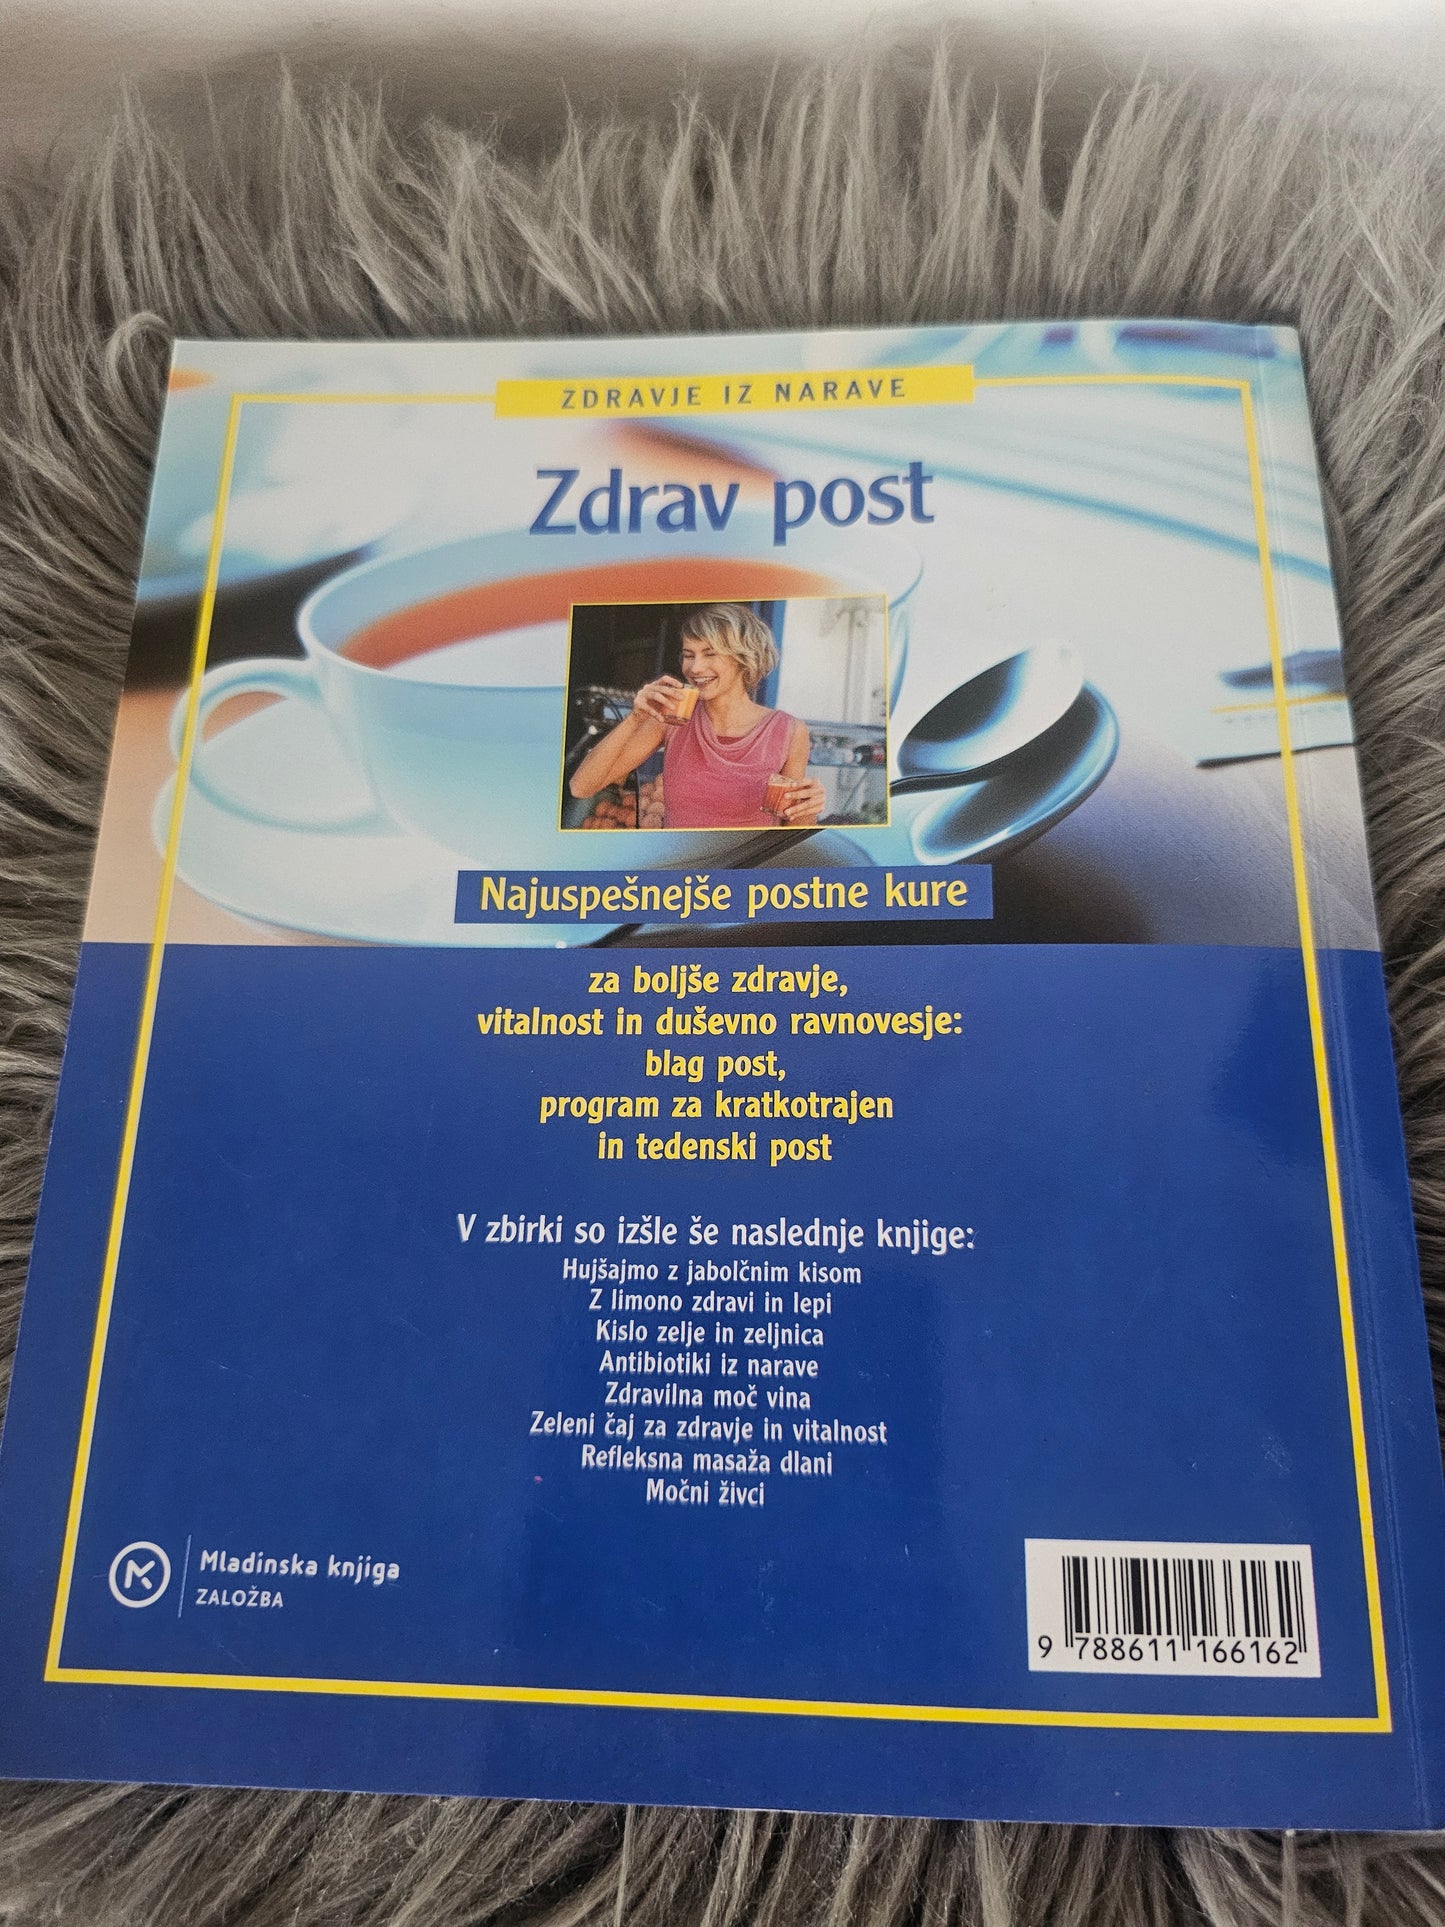 ZDRAVJE IZ NARAVE
Zdrav post
Najuspešnejše postne kure
za boljše zdravje,
vitalnost in duševno ravnovesje:
blag post,
program za kratkotrajen
in tedenski post
V zbirki so izšle še naslednje knjige:
Hujšajmo z jabolčnim kisom
Z limono zdravi in lepi
Kislo zelje in zeljnica
Antibiotiki iz narave
Zdravilna moč vina
Zeleni čaj za zdravje in vitalnost
Refleksna masaža dlani
Močni živci
Mladinska knjiga
ZALOŽBA
9 788611 166162